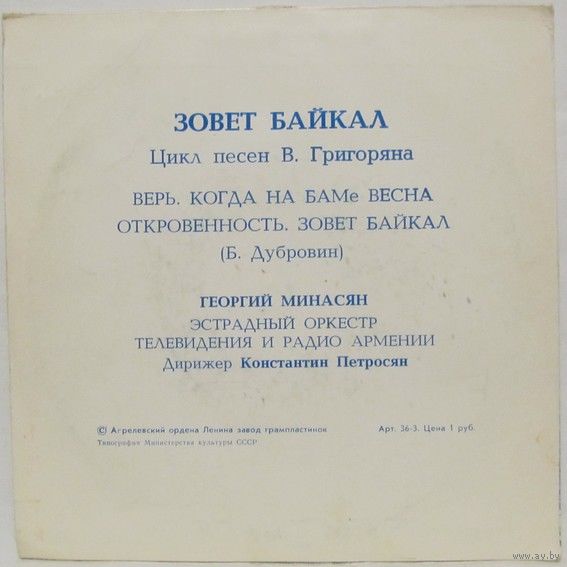 ЗОВЕТ БАЙКАЛ
Цикл песен В. Григоряна
ВЕРЬ. КОГДА НА БАМе ВЕСНА
ОТКРОВЕННОСТЬ. ЗОВЕТ БАЙКАЛ
(Б. Дубровин)
ГЕОРГИЙ МИНАСЯН
ЭСТРАДНЫЙ ОРКЕСТР
ТЕЛЕВИДЕНИЯ И РАДИО АРМЕНИИ
Дирижер Константин Петросян
© Апрелевский ордена Ленина завод грампластинок Арт. 36-3. Цена 1 руб.
Типография Министерства культуры СССР
www.ay.by